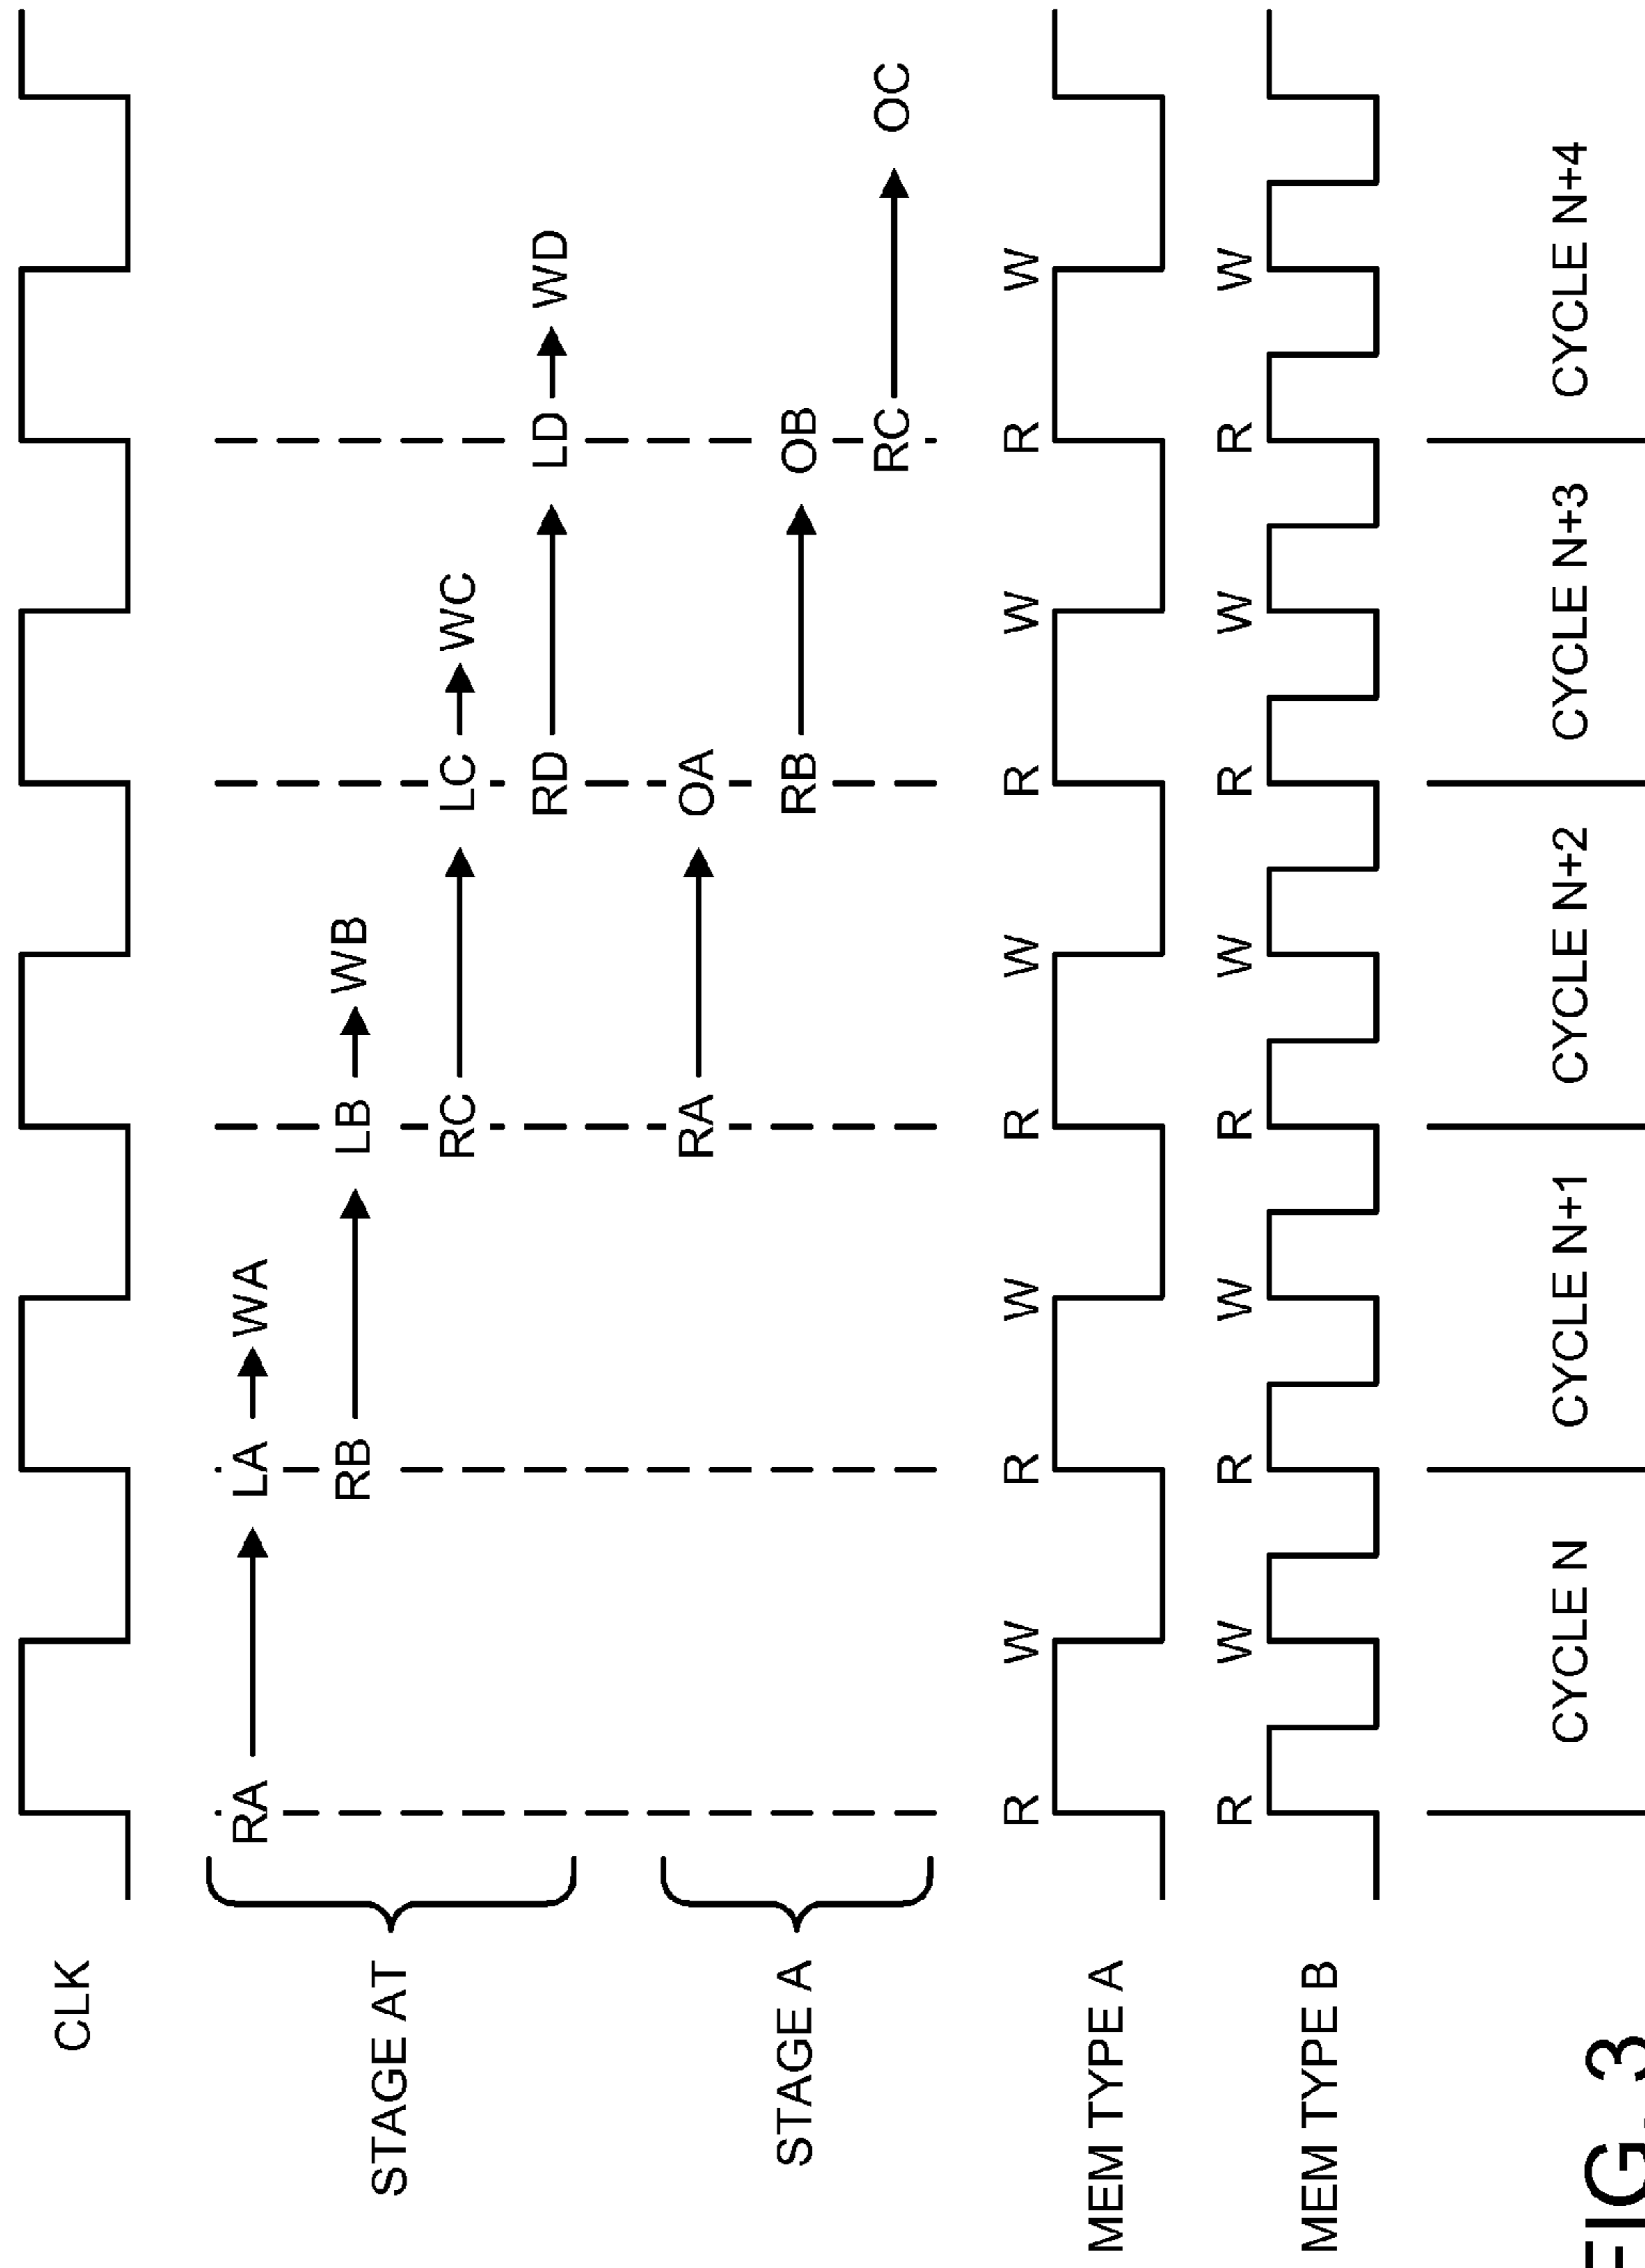 CLK
STAGE AT
RA LA WA
RB LB WB
RC LC WC
RD LD WD
STAGE A
RA OA
RB OB
RC OC
MEM TYPE A
R W R W R W R W R W
MEM TYPE B
R W R W R W R W R W
CYCLE N CYCLE N+1 CYCLE N+2 CYCLE N+3 CYCLE N+4
FIG. 3